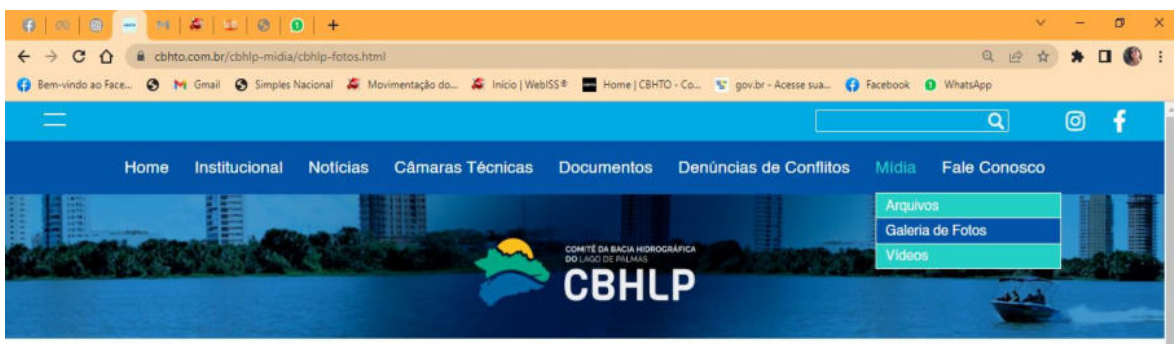 cbhto.com.br/cbhlp-midia/cbhlp-fotos.html
Bem-vindo ao Face... Gmail Simples Nacional Movimentação do... Início | WebISS® Home | CBHTO - Co... gov.br - Acesse sua... Facebook WhatsApp
Home Institucional Notícias Câmaras Técnicas Documentos Denúncias de Conflitos Mídia Fale Conosco
Arquivos
Galeria de Fotos
Vídeos
COMITÊ DA BACIA HIDROGRÁFICA
DO LAGO DE PALMAS
CBHLP